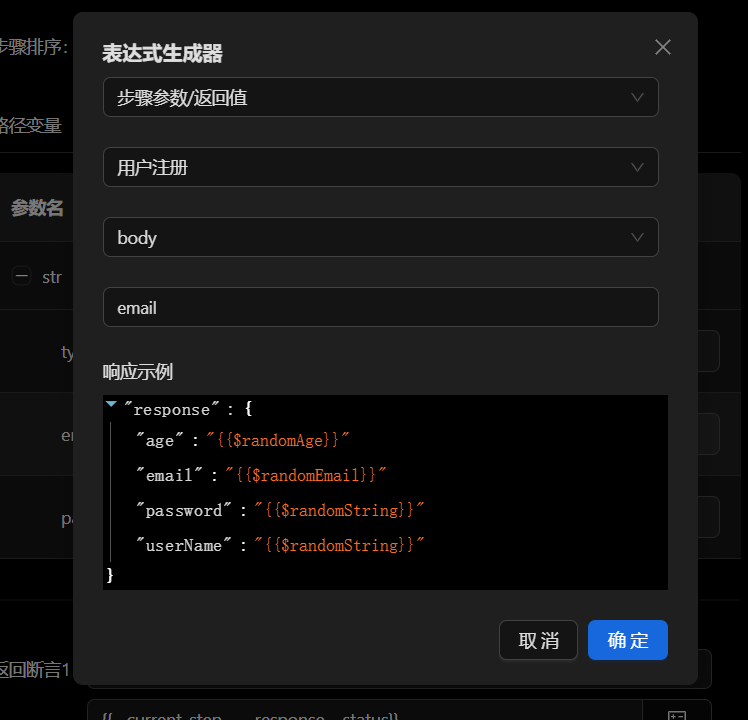 步骤排序:
路径变量
参数名
str
ty
pa
返回断言1
表达式生成器
步骤参数/返回值
用户注册
body
email
响应示例
"response" : {
"age" : "{{$randomAge}}"
"email" : "{{$randomEmail}}"
"password" : "{{$randomString}}"
"userName" : "{{$randomString}}"
}
取消 确定